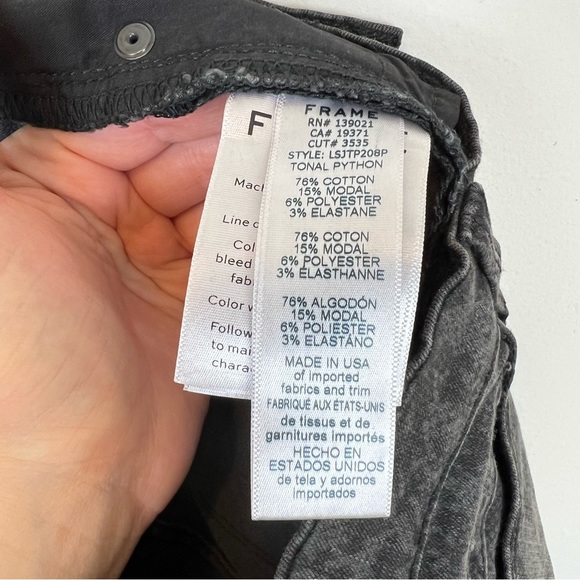 FRAME
RN# 139021
CA# 19371
CUT# 3535
STYLE: LSJTP208P
TONAL PYTHON
76% COTTON
15% MODAL
6% POLYESTER
3% ELASTANE
76% COTON
15% MODAL
6% POLYESTER
3% ÉLASTHANNE
76% ALGODÓN
15% MODAL
6% POLIESTER
3% ELASTANO
MADE IN USA
of imported
fabrics and trim
FABRIQUÉ AUX ÉTATS-UNIS
de tissus et de
garnitures importés
HECHO EN
ESTADOS UNIDOS
de tela y adornos
importados
F
Mach
Line d
Col
bleed
fab
Color w
Follow
to mai
charac